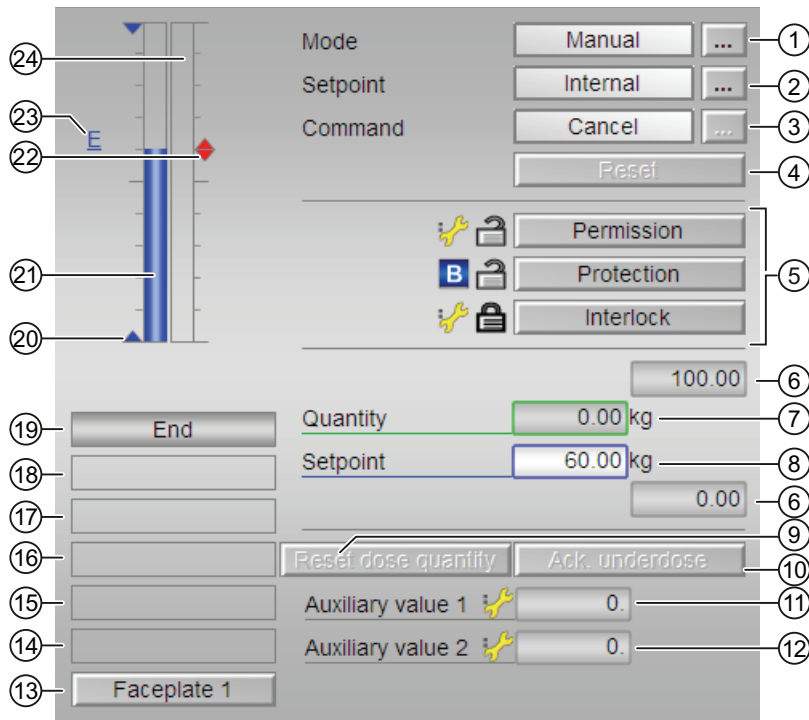 24
Mode Manual ... 1
23
Setpoint Internal ... 2
E
22
Command Cancel ... 3
Reset 4
Permission
21
B Protection 5
20
Interlock
100.00 6
19 End
Quantity 0.00 kg 7
18
Setpoint 60.00 kg 8
17
0.00 6
9
16 Reset dose quantity Ack. underdose 10
15
Auxiliary value 1 0. 11
14
Auxiliary value 2 0. 12
13 Faceplate 1